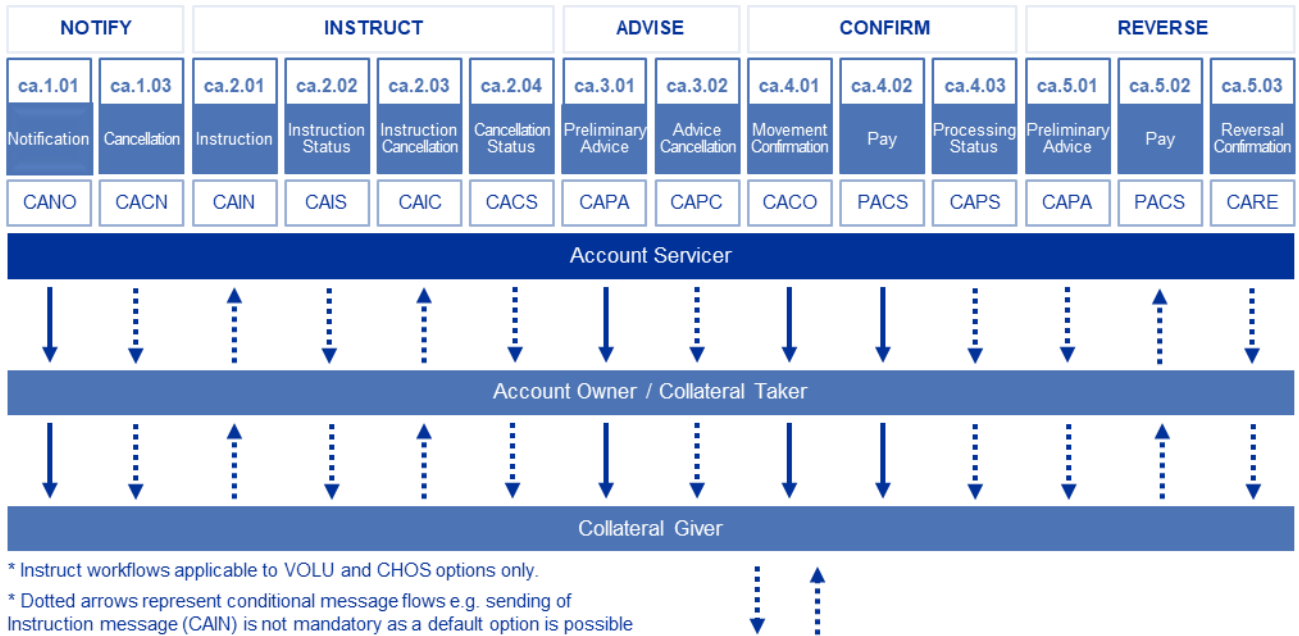 NOTIFY INSTRUCT ADVISE CONFIRM REVERSE
ca.1.01 ca.1.03 ca.2.01 ca.2.02 ca.2.03 ca.2.04 ca.3.01 ca.3.02 ca.4.01 ca.4.02 ca.4.03 ca.5.01 ca.5.02 ca.5.03
Notification
Cancellation
Instruction
Instruction
Status
Instruction
Cancellation
Cancellation
Status
Preliminary
Advice
Advice
Cancellation
Movement
Confirmation
Pay
Processing
Status
Preliminary
Advice
Pay
Reversal
Confirmation
CANO CACN CAIN CAIS CAIC CACS CAPA CAPC CACO PACS CAPS CAPA PACS CARE
Account Servicer
Account Owner / Collateral Taker
Collateral Giver
* Instruct workflows applicable to VOLU and CHOS options only.
* Dotted arrows represent conditional message flows e.g. sending of
Instruction message (CAIN) is not mandatory as a default option is possible